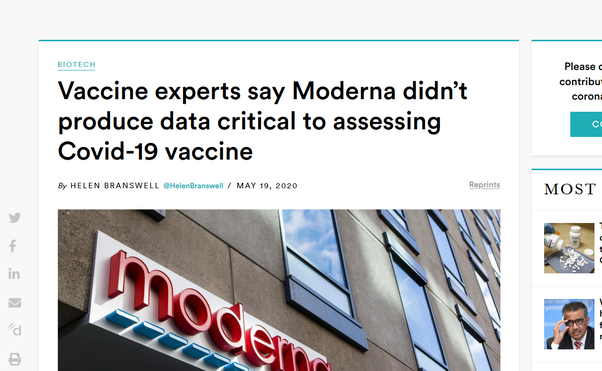 BIOTECH
Vaccine experts say Moderna didn't
produce data critical to assessing
Covid-19 vaccine
By HELEN BRANSWELL @HelenBranswell / MAY 19, 2020
Reprints
moderna
Please
contribut
corona
MOST